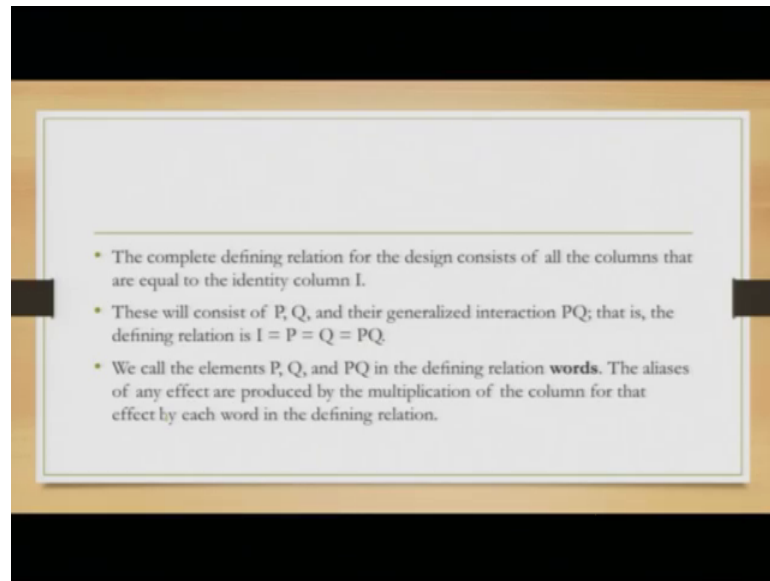 • The complete defining relation for the design consists of all the columns that
are equal to the identity column I.
• These will consist of P, Q, and their generalized interaction PQ; that is, the
defining relation is I = P = Q = PQ.
• We call the elements P, Q, and PQ in the defining relation words. The aliases
of any effect are produced by the multiplication of the column for that
effect by each word in the defining relation.